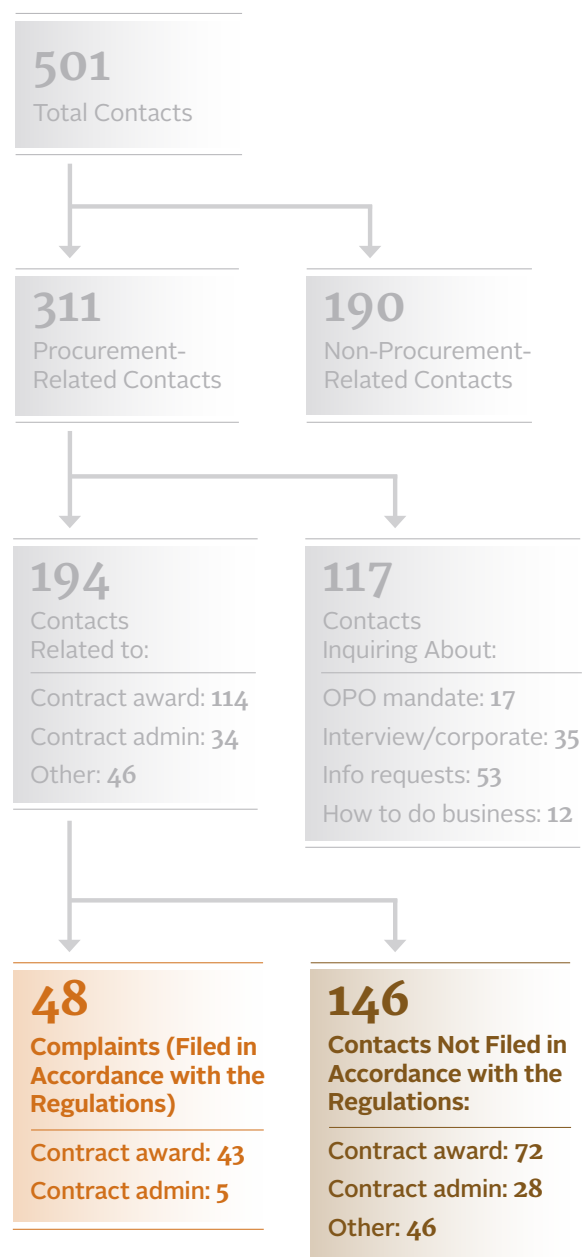 501
Total Contacts
311
Procurement-
Related Contacts
190
Non-Procurement-
Related Contacts
194
Contacts
Related to:
Contract award: 114
Contract admin: 34
Other: 46
117
Contacts
Inquiring About:
OPO mandate: 17
Interview/corporate: 35
Info requests: 53
How to do business: 12
48
Complaints (Filed in
Accordance with the
Regulations)
Contract award: 43
Contract admin: 5
146
Contacts Not Filed in
Accordance with the
Regulations:
Contract award: 72
Contract admin: 28
Other: 46